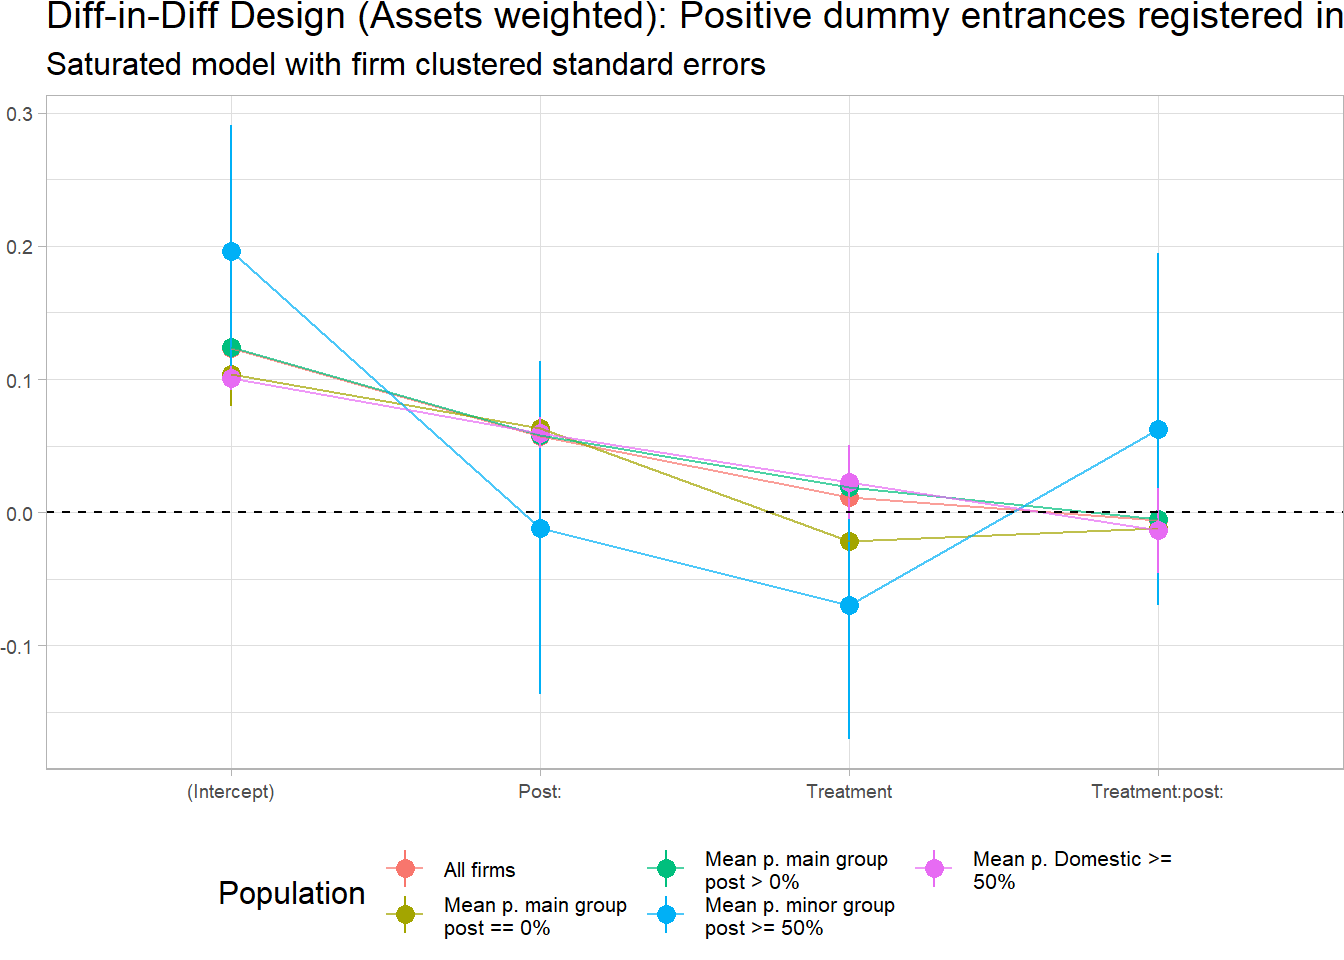 Diff-in-Diff Design (Assets weighted): Positive dummy entrances registered in
Saturated model with firm clustered standard errors
0.3
0.2
0.1
0.0
-0.1
(Intercept) Post: Treatment Treatment:post:
Population
All firms
Mean p. main group
post == 0%
Mean p. main group
post > 0%
Mean p. minor group
post >= 50%
Mean p. Domestic >=
50%